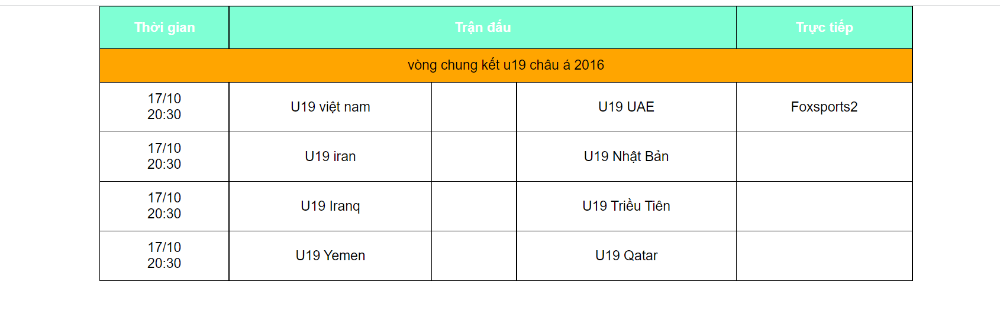 Thời gian Trận đấu Trực tiếp
vòng chung kết u19 châu á 2016
17/10
20:30
U19 việt nam
U19 UAE
Foxsports2
17/10
20:30
U19 iran
U19 Nhật Bản
17/10
20:30
U19 Iranq
U19 Triều Tiên
17/10
20:30
U19 Yemen
U19 Qatar